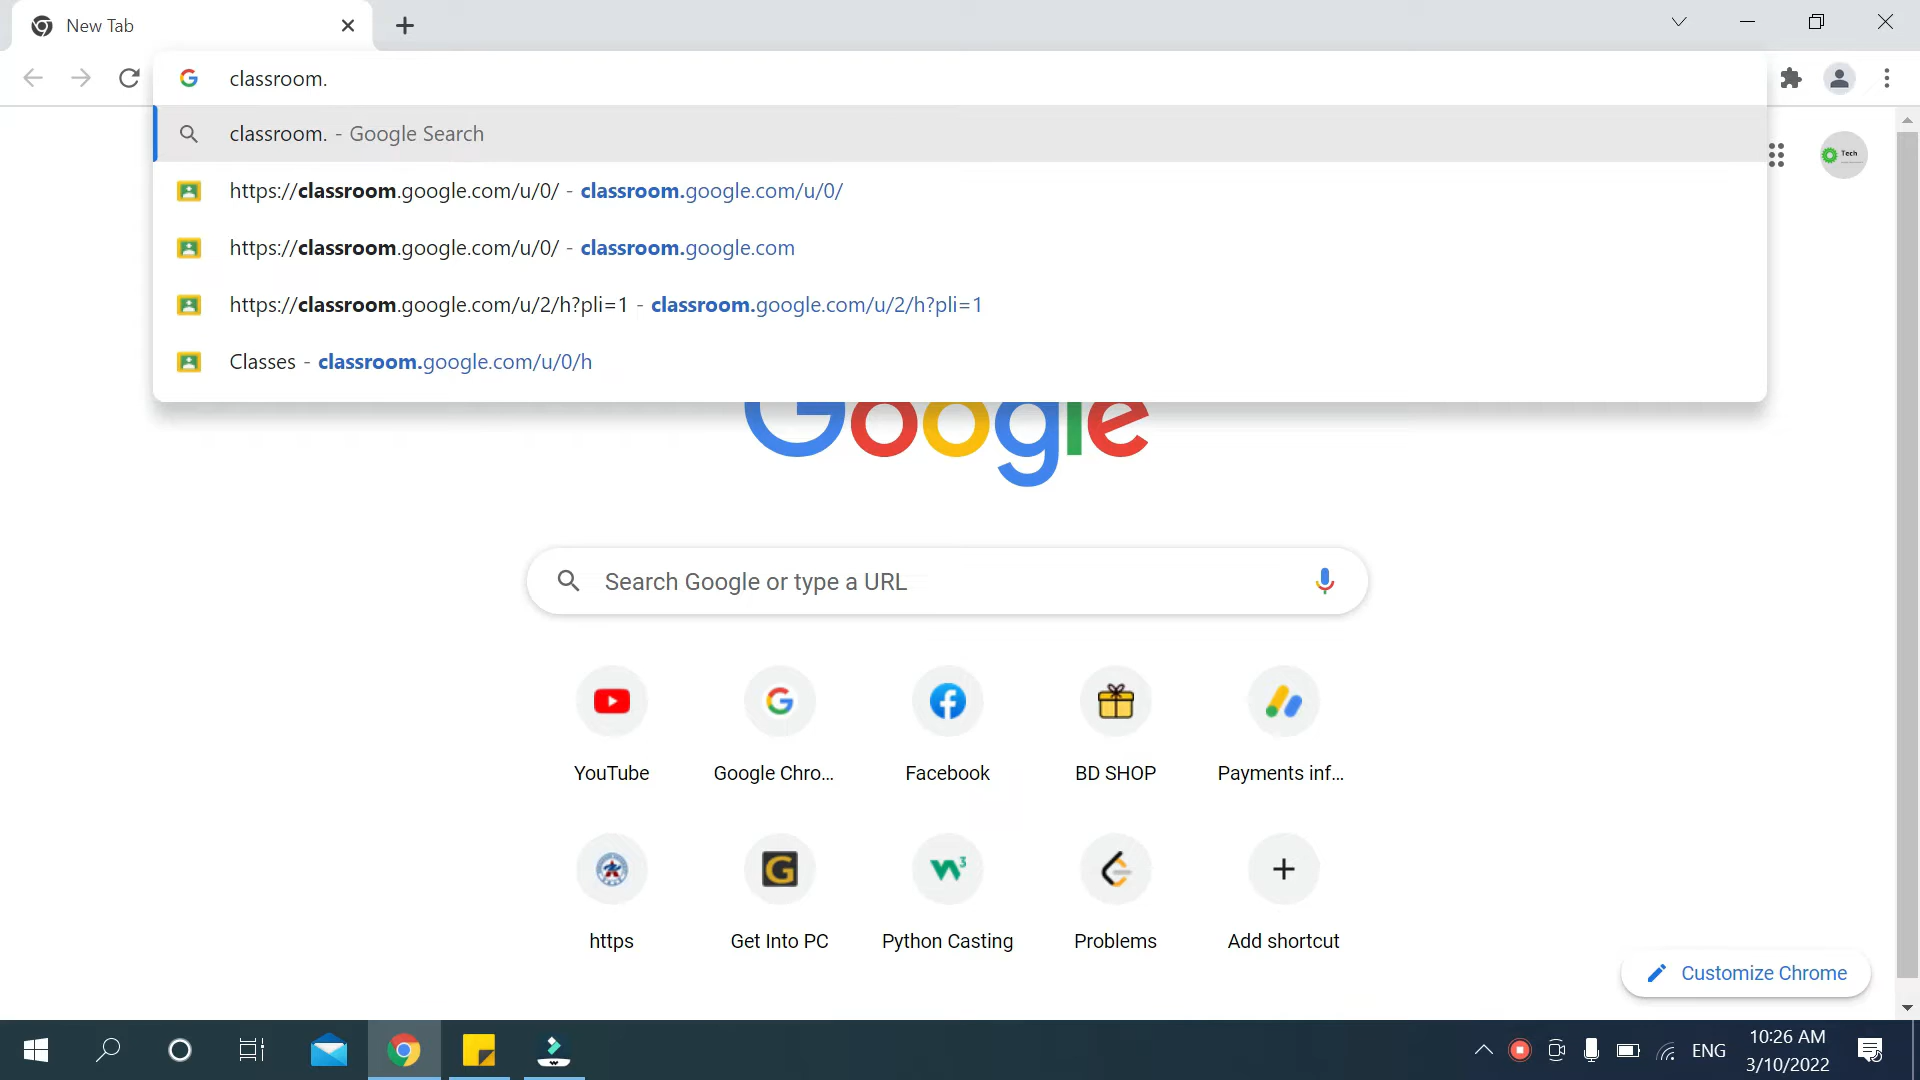 New Tab
classroom.
classroom. - Google Search
Tech
https://classroom.google.com/u/0/ - classroom.google.com/u/0/
https://classroom.google.com/u/0/ - classroom.google.com
https://classroom.google.com/u/2/h?pli=1 - classroom.google.com/u/2/h?pli=1
Classes - classroom.google.com/u/0/h
Google
Search Google or type a URL
YouTube
Google Chro...
Facebook
BD SHOP
Payments inf...
https
Get Into PC
Python Casting
Problems
Add shortcut
Customize Chrome
ENG
10:26 AM
3/10/2022